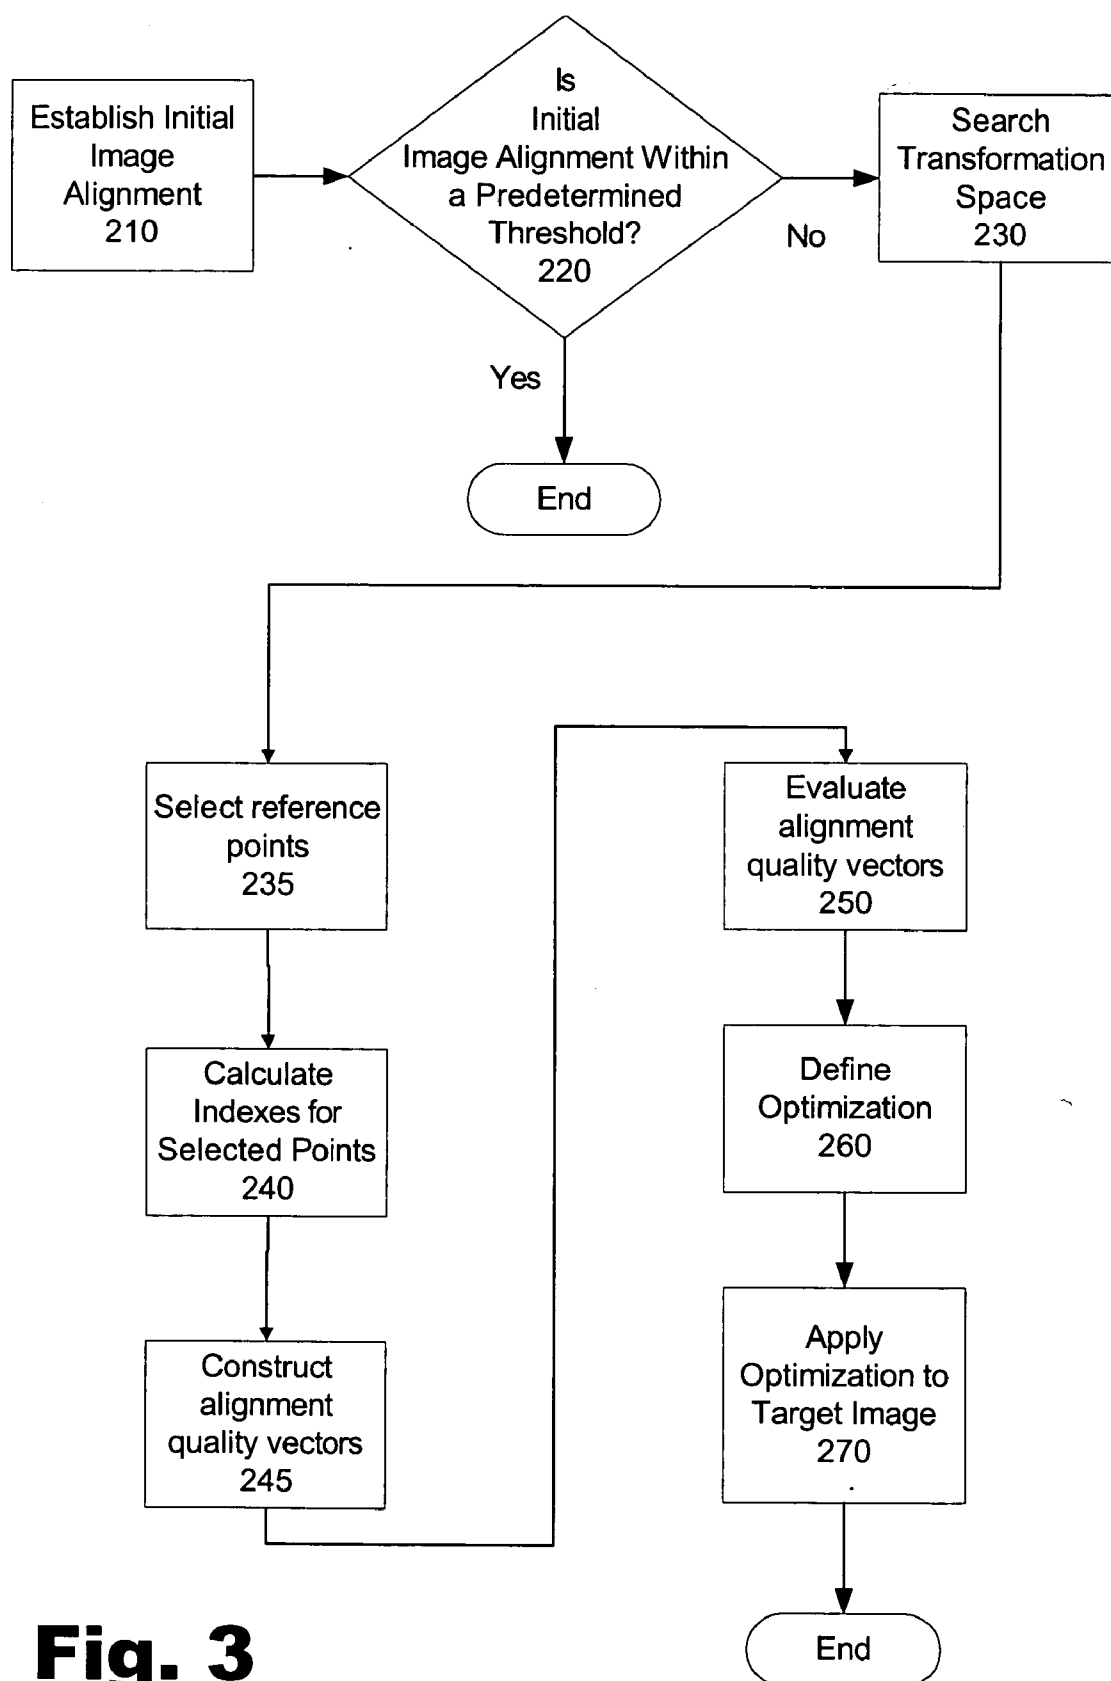 Establish Initial
Image
Alignment
210
Is
Initial
Image Alignment Within
a Predetermined
Threshold?
220
No
Search
Transformation
Space
230
Yes
End
Select reference
points
235
Calculate
Indexes for
Selected Points
240
Construct
alignment
quality vectors
245
Evaluate
alignment
quality vectors
250
Define
Optimization
260
Apply
Optimization to
Target Image
270
End
Fig. 3